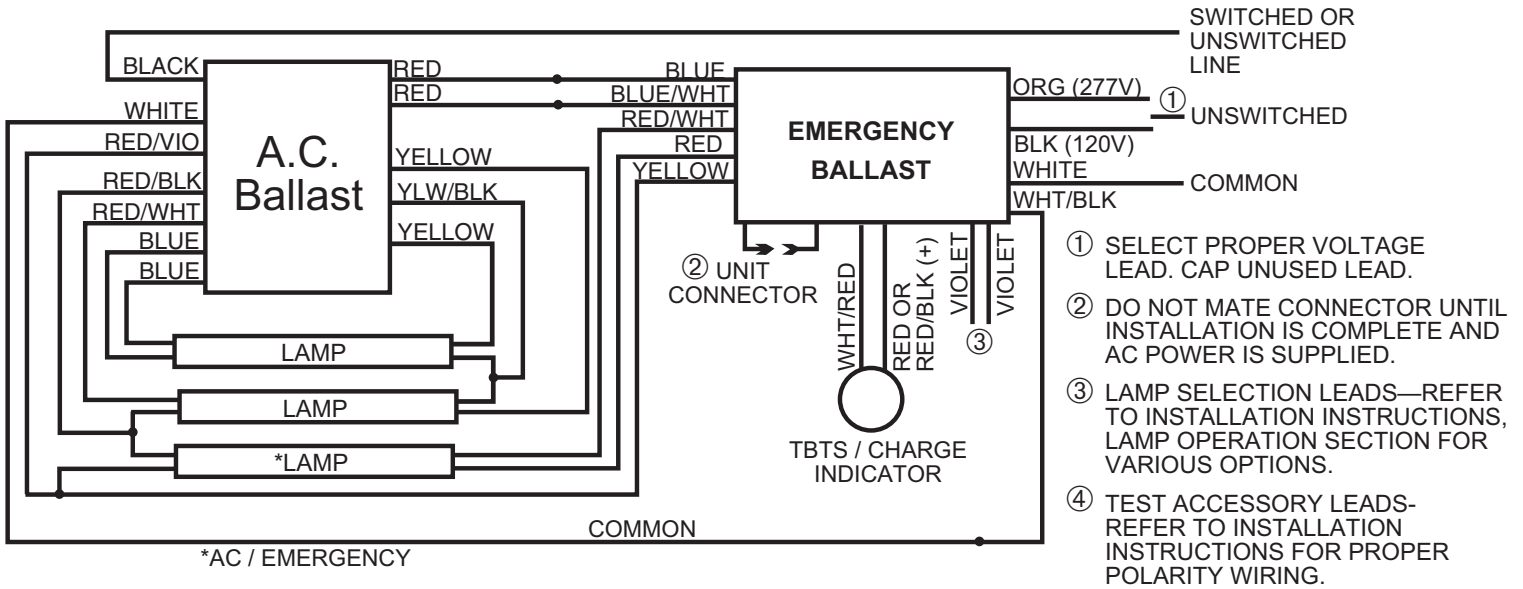 SWITCHED OR
UNSWITCHED
LINE
BLACK
WHITE
RED/VIO
RED/BLK
RED/WHT
BLUE
BLUE
A.C.
Ballast
RED
RED
YELLOW
YLW/BLK
YELLOW
BLUE
BLUE/WHT
RED/WHT
RED
YELLOW
EMERGENCY
BALLAST
ORG (277V)
① UNSWITCHED
BLK (120V)
WHITE
COMMON
WHT/BLK
② UNIT
CONNECTOR
WHT/RED
RED OR
RED/BLK (+)
VIOLET
VIOLET
③
TBTS / CHARGE
INDICATOR
LAMP
LAMP
*LAMP
COMMON
*AC / EMERGENCY
① SELECT PROPER VOLTAGE
LEAD. CAP UNUSED LEAD.
② DO NOT MATE CONNECTOR UNTIL
INSTALLATION IS COMPLETE AND
AC POWER IS SUPPLIED.
③ LAMP SELECTION LEADS—REFER
TO INSTALLATION INSTRUCTIONS,
LAMP OPERATION SECTION FOR
VARIOUS OPTIONS.
④ TEST ACCESSORY LEADS-
REFER TO INSTALLATION
INSTRUCTIONS FOR PROPER
POLARITY WIRING.